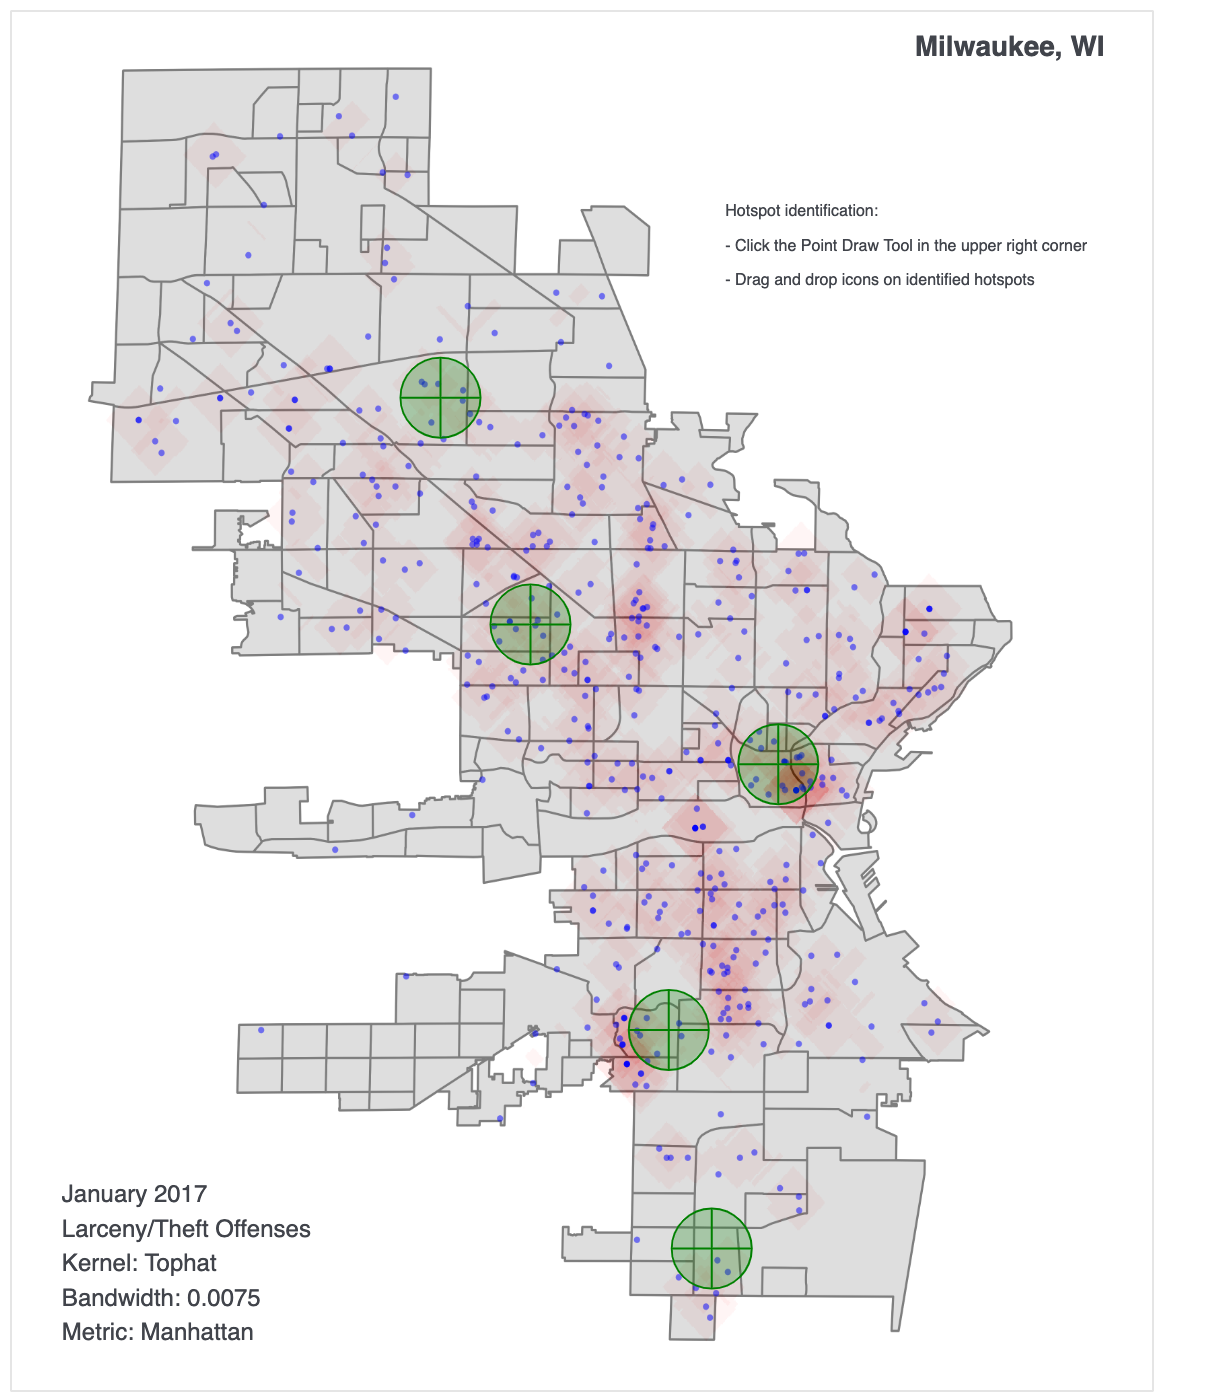 Milwaukee, WI
Hotspot identification:
- Click the Point Draw Tool in the upper right corner
- Drag and drop icons on identified hotspots
January 2017
Larceny/Theft Offenses
Kernel: Tophat
Bandwidth: 0.0075
Metric: Manhattan